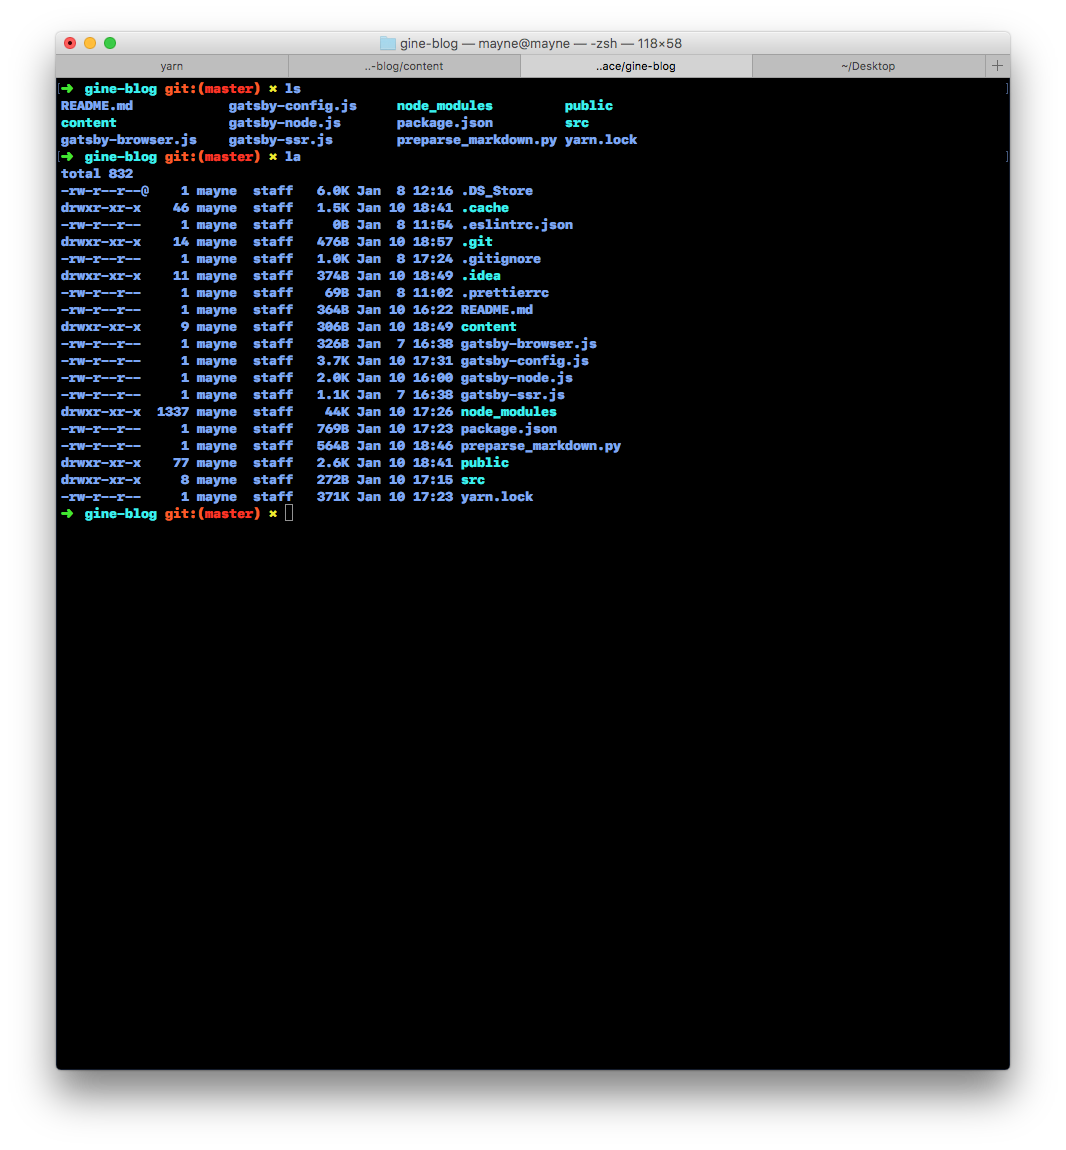 gine-blog — mayne@mayne — -zsh — 118×58
yarn ..-blog/content ..ace/gine-blog ~/Desktop +
[➜ gine-blog git:(master) ✖ ls ]
README.md gatsby-config.js node_modules public
content gatsby-node.js package.json src
gatsby-browser.js gatsby-ssr.js preparse_markdown.py yarn.lock
[➜ gine-blog git:(master) ✖ la ]
total 832
-rw-r--r--@ 1 mayne staff 6.0K Jan 8 12:16 .DS_Store
drwxr-xr-x 46 mayne staff 1.5K Jan 10 18:41 .cache
-rw-r--r-- 1 mayne staff 0B Jan 8 11:54 .eslintrc.json
drwxr-xr-x 14 mayne staff 476B Jan 10 18:57 .git
-rw-r--r-- 1 mayne staff 1.0K Jan 8 17:24 .gitignore
drwxr-xr-x 11 mayne staff 374B Jan 10 18:49 .idea
-rw-r--r-- 1 mayne staff 69B Jan 8 11:02 .prettierrc
-rw-r--r-- 1 mayne staff 364B Jan 10 16:22 README.md
drwxr-xr-x 9 mayne staff 306B Jan 10 18:49 content
-rw-r--r-- 1 mayne staff 326B Jan 7 16:38 gatsby-browser.js
-rw-r--r-- 1 mayne staff 3.7K Jan 10 17:31 gatsby-config.js
-rw-r--r-- 1 mayne staff 2.0K Jan 10 16:00 gatsby-node.js
-rw-r--r-- 1 mayne staff 1.1K Jan 7 16:38 gatsby-ssr.js
drwxr-xr-x 1337 mayne staff 44K Jan 10 17:26 node_modules
-rw-r--r-- 1 mayne staff 769B Jan 10 17:23 package.json
-rw-r--r-- 1 mayne staff 564B Jan 10 18:46 preparse_markdown.py
drwxr-xr-x 77 mayne staff 2.6K Jan 10 18:41 public
drwxr-xr-x 8 mayne staff 272B Jan 10 17:15 src
-rw-r--r-- 1 mayne staff 371K Jan 10 17:23 yarn.lock
➜ gine-blog git:(master) ✖